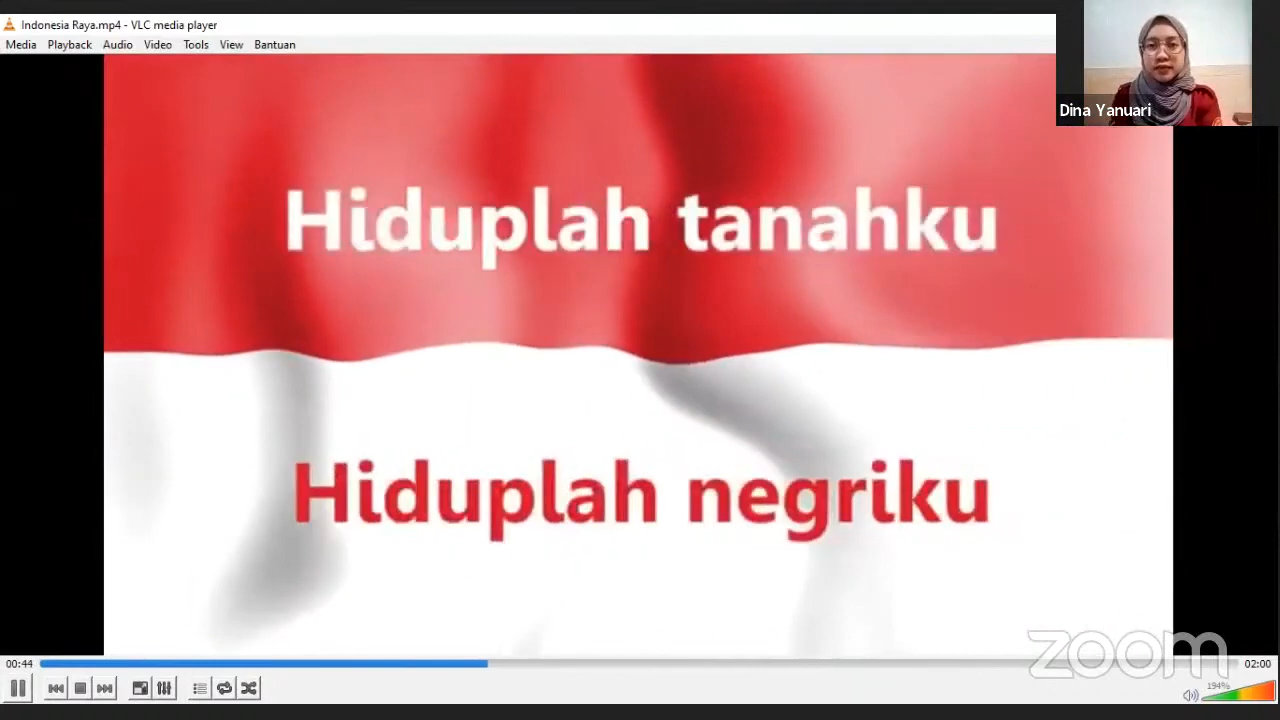 Indonesia Raya.mp4 - VLC media player
Media Playback Audio Video Tools View Bantuan
Dina Yanuari
Hiduplah tanahku
Hiduplah negriku
zoom
00:44
02:00
194%